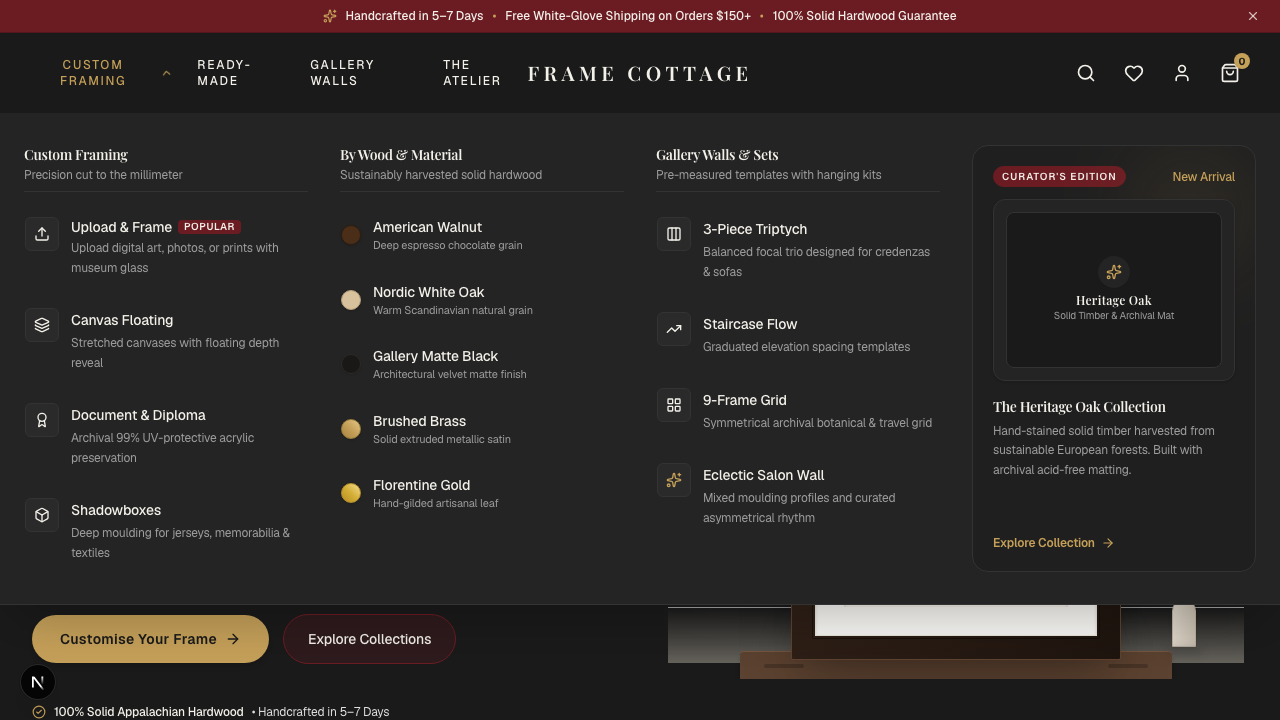 Handcrafted in 5–7 Days • Free White-Glove Shipping on Orders $150+ • 100% Solid Hardwood Guarantee
CUSTOM
FRAMING
READY-
MADE
GALLERY
WALLS
THE
ATELIER
FRAME COTTAGE
0
Custom Framing
Precision cut to the millimeter
Upload & Frame POPULAR
Upload digital art, photos, or prints with
museum glass
Canvas Floating
Stretched canvases with floating depth
reveal
Document & Diploma
Archival 99% UV-protective acrylic
preservation
Shadowboxes
Deep moulding for jerseys, memorabilia &
textiles
By Wood & Material
Sustainably harvested solid hardwood
American Walnut
Deep espresso chocolate grain
Nordic White Oak
Warm Scandinavian natural grain
Gallery Matte Black
Architectural velvet matte finish
Brushed Brass
Solid extruded metallic satin
Florentine Gold
Hand-gilded artisanal leaf
Gallery Walls & Sets
Pre-measured templates with hanging kits
3-Piece Triptych
Balanced focal trio designed for credenzas
& sofas
Staircase Flow
Graduated elevation spacing templates
9-Frame Grid
Symmetrical archival botanical & travel grid
Eclectic Salon Wall
Mixed moulding profiles and curated
asymmetrical rhythm
CURATOR'S EDITION
New Arrival
Heritage Oak
Solid Timber & Archival Mat
The Heritage Oak Collection
Hand-stained solid timber harvested from
sustainable European forests. Built with
archival acid-free matting.
Explore Collection
Customise Your Frame
Explore Collections
N
100% Solid Appalachian Hardwood • Handcrafted in 5–7 Days